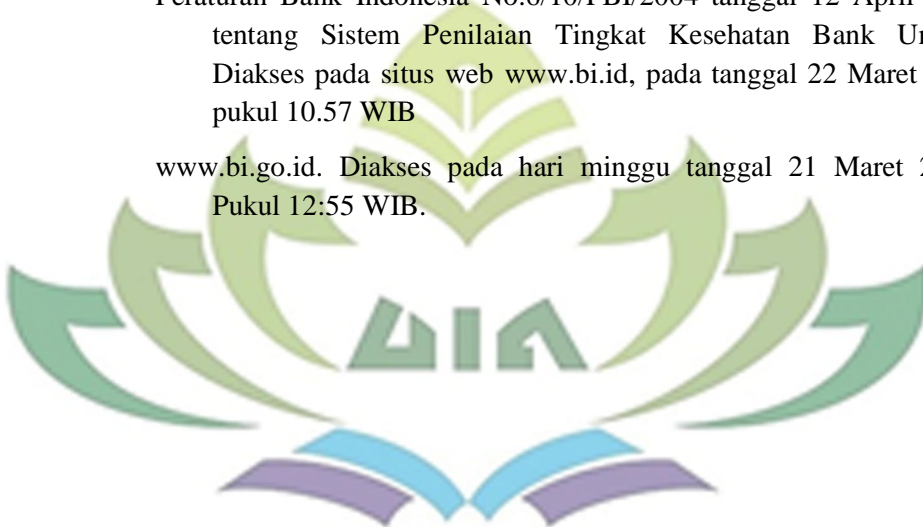 Peraturan Bank Indonesia No.6/10/PBI/2004 tanggal 12 April
tentang Sistem Penilaian Tingkat Kesehatan Bank
Diakses pada situs web www.bi.id, pada tanggal 22 Maret
pukul 10.57 WIB
www.bi.go.id. Diakses pada hari minggu tanggal 21 Maret
Pukul 12:55 WIB.
UIN